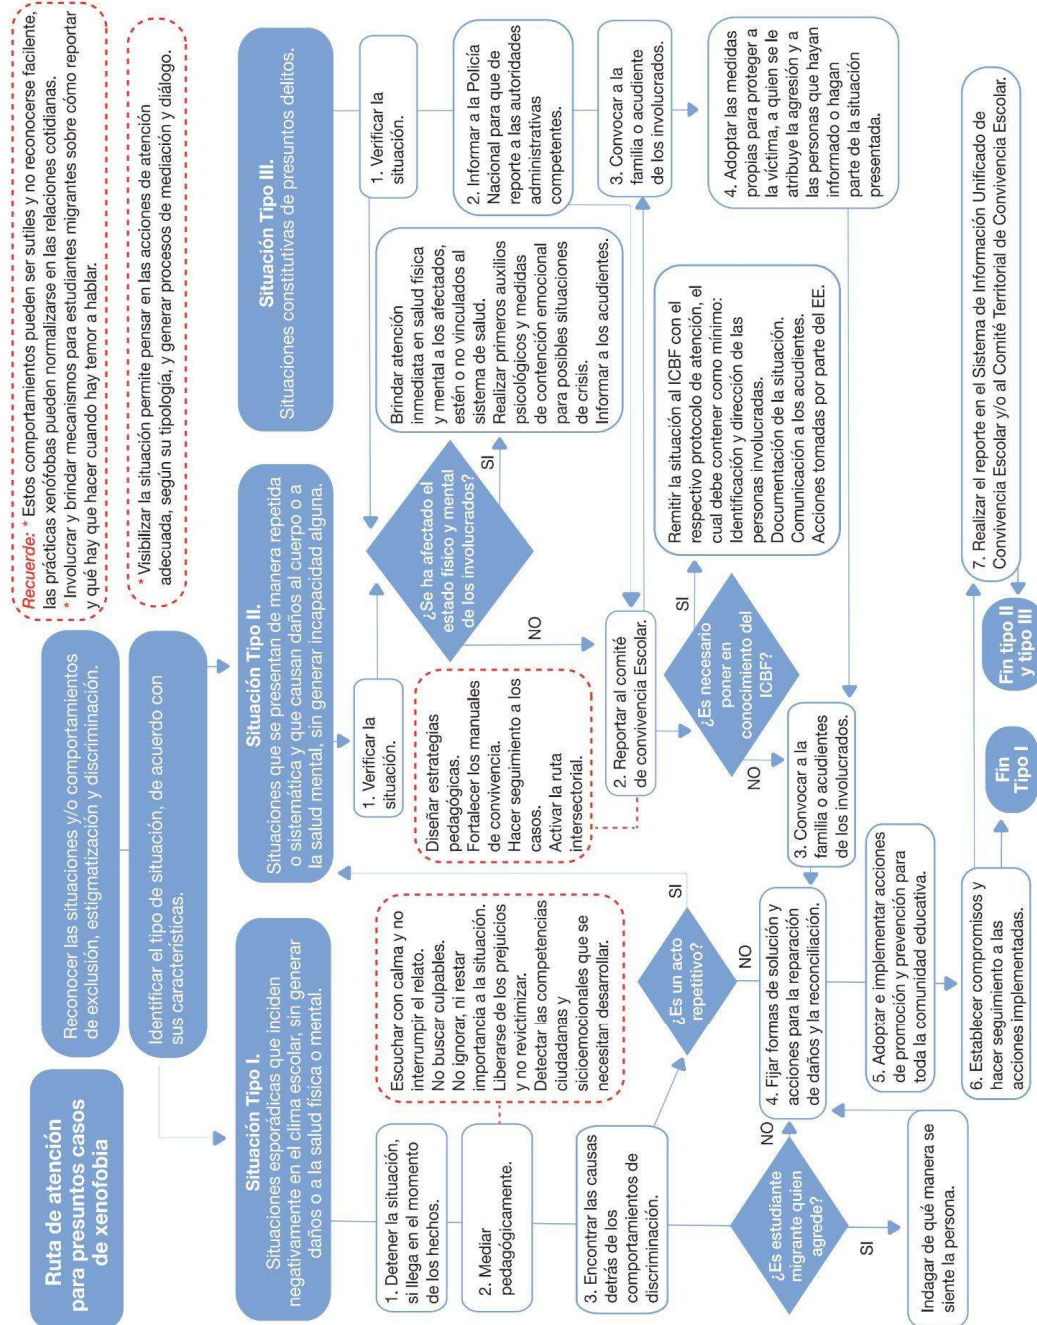 Ruta de atención
para presuntos casos
de xenofobia
Reconocer las situaciones y/o comportamientos
de exclusión, estigmatización y discriminación.
Identificar el tipo de situación, de acuerdo con
sus características.
Recuerde: * Estos comportamientos pueden ser sutiles y no reconocerse facilente,
las prácticas xenófobas pueden normalizarse en las relaciones cotidianas.
* Involucrar y brindar mecanismos para estudiantes migrantes sobre cómo reportar
y qué hay que hacer cuando hay temor a hablar.
* Visibilizar la situación permite pensar en las acciones de atención
adecuada, según su tipología, y generar procesos de mediación y diálogo.
Situación Tipo I.
Situaciones esporádicas que inciden
negativamente en el clima escolar, sin generar
daños o a la salud física o mental.
1. Detener la situación,
si llega en el momento
de los hechos.
2. Mediar
pedagógicamente.
Escuchar con calma y no
interrumpir el relato.
No buscar culpables.
No ignorar, ni restar
importancia a la situación.
Liberarse de los prejuicios
y no revictimizar.
Detectar las competencias
ciudadanas y
sicioemocionales que se
necesitan desarrollar.
3. Encontrar las causas
detrás de los
comportamientos de
discriminación.
¿Es un acto
repetitivo?
SI
NO
¿Es estudiante
migrante quien
agrede?
NO
SI
Indagar de qué manera se
siente la persona.
4. Fijar formas de solución y
acciones para la reparación
de daños y la reconciliación.
5. Adoptar e implementar acciones
de promoción y prevención para
toda la comunidad educativa.
6. Establecer compromisos y
hacer seguimiento a las
acciones implementadas.
Fin
Tipo I
Situación Tipo II.
Situaciones que se presentan de manera repetida
o sistemática y que causan daños al cuerpo o a
la salud mental, sin generar incapacidad alguna.
1. Verificar la
situación.
¿Se ha afectado el
estado físico y mental
de los involucrados?
SI
NO
Brindar atención
inmediata en salud física
y mental a los afectados,
estén o no vinculados al
sistema de salud.
Realizar primeros auxilios
psicológicos y medidas
de contención emocional
para posibles situaciones
de crisis.
Informar a los acudientes.
Diseñar estrategias
pedagógicas.
Fortalecer los manuales
de convivencia.
Hacer seguimiento a los
casos.
Activar la ruta
intersectorial.
2. Reportar al comité
de convivencia Escolar.
¿Es necesario
poner en
conocimiento del
ICBF?
SI
NO
Remitir la situación al ICBF con el
respectivo protocolo de atención, el
cual debe contener como mínimo:
Identificación y dirección de las
personas involucradas.
Documentación de la situación.
Comunicación a los acudientes.
Acciones tomadas por parte del EE.
3. Convocar a la
familia o acudientes
de los involucrados.
Situación Tipo III.
Situaciones constitutivas de presuntos delitos.
1. Verificar la
situación.
2. Informar a la Policía
Nacional para que de
reporte a las autoridades
administrativas
competentes.
3. Convocar a la
familia o acudiente
de los involucrados.
4. Adoptar las medidas
propias para proteger a
la víctima, a quien se le
atribuye la agresión y a
las personas que hayan
informado o hagan
parte de la situación
presentada.
7. Realizar el reporte en el Sistema de Información Unificado de
Convivencia Escolar y/o al Comité Territorial de Convivencia Escolar.
Fin tipo II
y tipo III